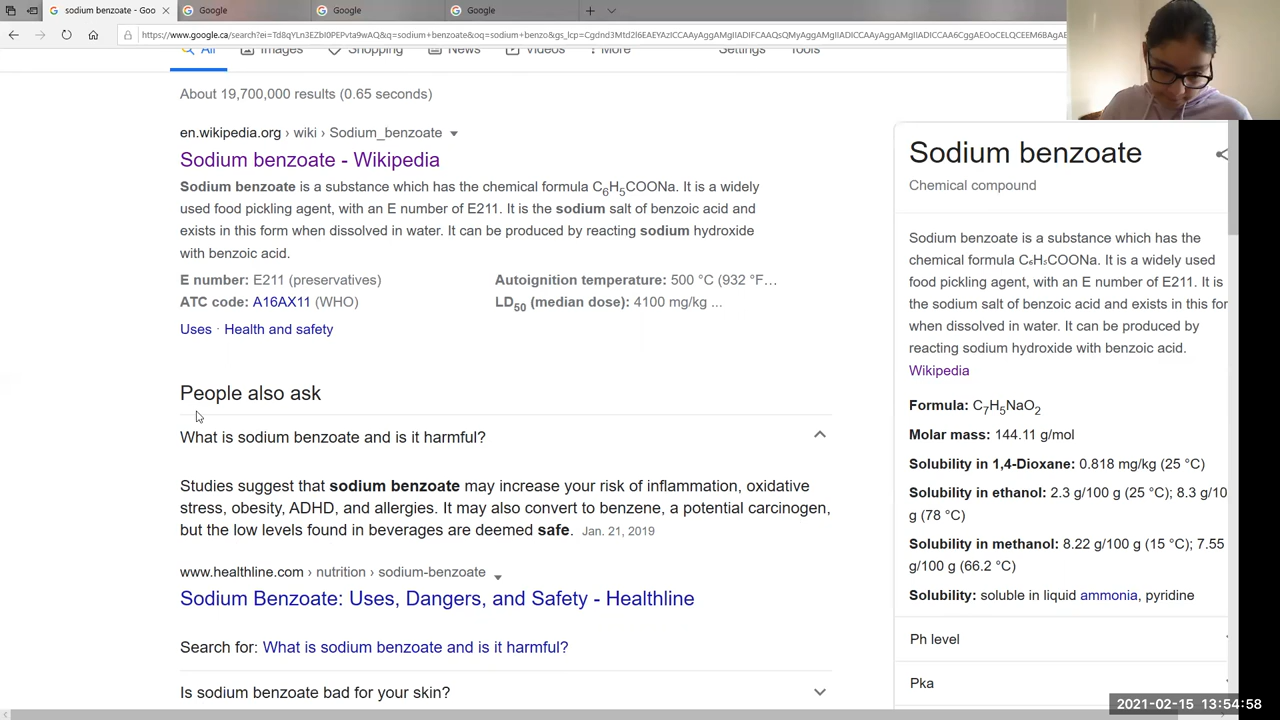 sodium benzoate - Goo
Google
Google
Google
https://www.google.ca/search?ei=Td8qYLn3EZbI0PEPvta9wAQ&q=sodium+benzoate&oq=sodium+benzo&gs_lcp=Cgdnd3Mtd2l6EAEYAzICCAAyAggAMgIIADIFCAAQsQMyAggAMgIIADICCAAyAggAMgIIADICCAA6CggAEOoCELQCEEM6BAgA
All
Images
Shopping
News
Videos
More
Settings
Tools
About 19,700,000 results (0.65 seconds)
en.wikipedia.org › wiki › Sodium_benzoate
Sodium benzoate - Wikipedia
Sodium benzoate is a substance which has the chemical formula C6H5COONa. It is a widely
used food pickling agent, with an E number of E211. It is the sodium salt of benzoic acid and
exists in this form when dissolved in water. It can be produced by reacting sodium hydroxide
with benzoic acid.
E number: E211 (preservatives)
Autoignition temperature: 500 °C (932 °F…
ATC code: A16AX11 (WHO)
LD50 (median dose): 4100 mg/kg ...
Uses · Health and safety
People also ask
What is sodium benzoate and is it harmful?
Studies suggest that sodium benzoate may increase your risk of inflammation, oxidative
stress, obesity, ADHD, and allergies. It may also convert to benzene, a potential carcinogen,
but the low levels found in beverages are deemed safe. Jan. 21, 2019
www.healthline.com › nutrition › sodium-benzoate
Sodium Benzoate: Uses, Dangers, and Safety - Healthline
Search for: What is sodium benzoate and is it harmful?
Is sodium benzoate bad for your skin?
Sodium benzoate
Chemical compound
Sodium benzoate is a substance which has the
chemical formula C₆H₅COONa. It is a widely used
food pickling agent, with an E number of E211. It is
the sodium salt of benzoic acid and exists in this for
when dissolved in water. It can be produced by
reacting sodium hydroxide with benzoic acid.
Wikipedia
Formula: C7H5NaO2
Molar mass: 144.11 g/mol
Solubility in 1,4-Dioxane: 0.818 mg/kg (25 °C)
Solubility in ethanol: 2.3 g/100 g (25 °C); 8.3 g/10
g (78 °C)
Solubility in methanol: 8.22 g/100 g (15 °C); 7.55
g/100 g (66.2 °C)
Solubility: soluble in liquid ammonia, pyridine
Ph level
Pka
2021-02-15 13:54:58